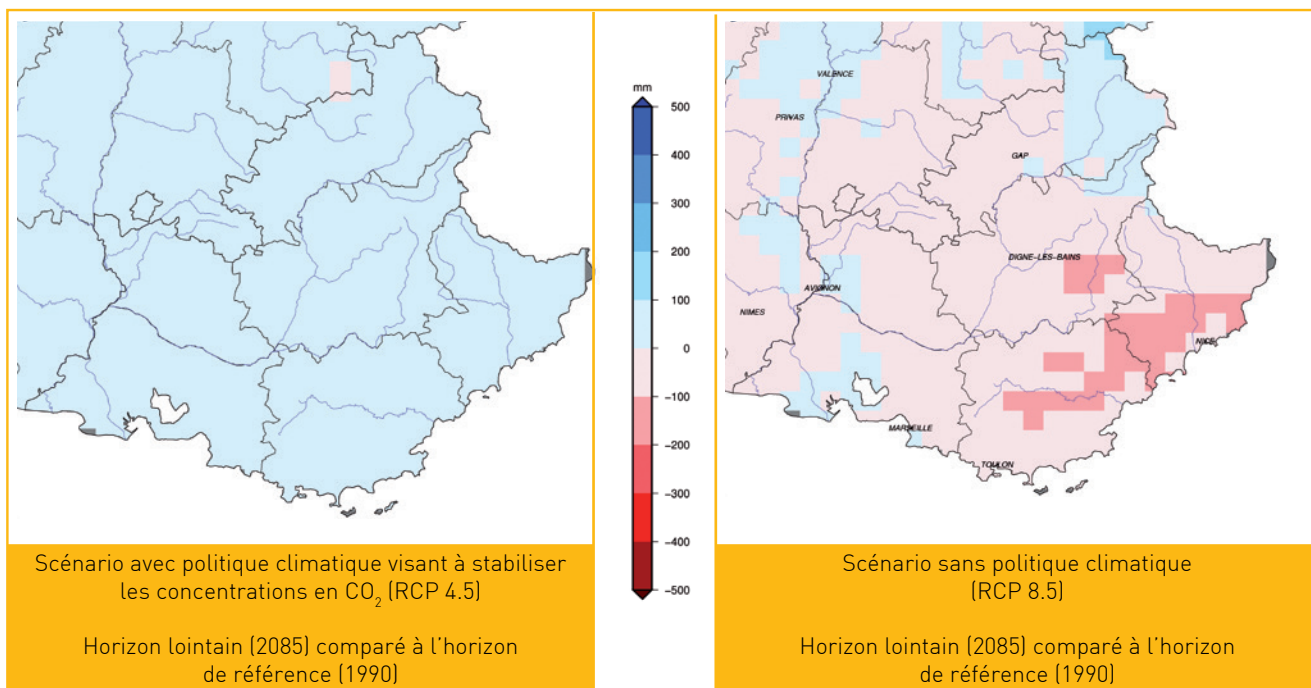 mm
500
400
300
200
100
0
-100
-200
-300
-400
-500
VALENCE
PRIVAS
GAP
DIGNE-LES-BAINS
AVIGNON
NIMES
NICE
MARSEILLE
TOULON
Scénario avec politique climatique visant à stabiliser
les concentrations en CO₂ (RCP 4.5)
Horizon lointain (2085) comparé à l'horizon
de référence (1990)
Scénario sans politique climatique
(RCP 8.5)
Horizon lointain (2085) comparé à l'horizon
de référence (1990)